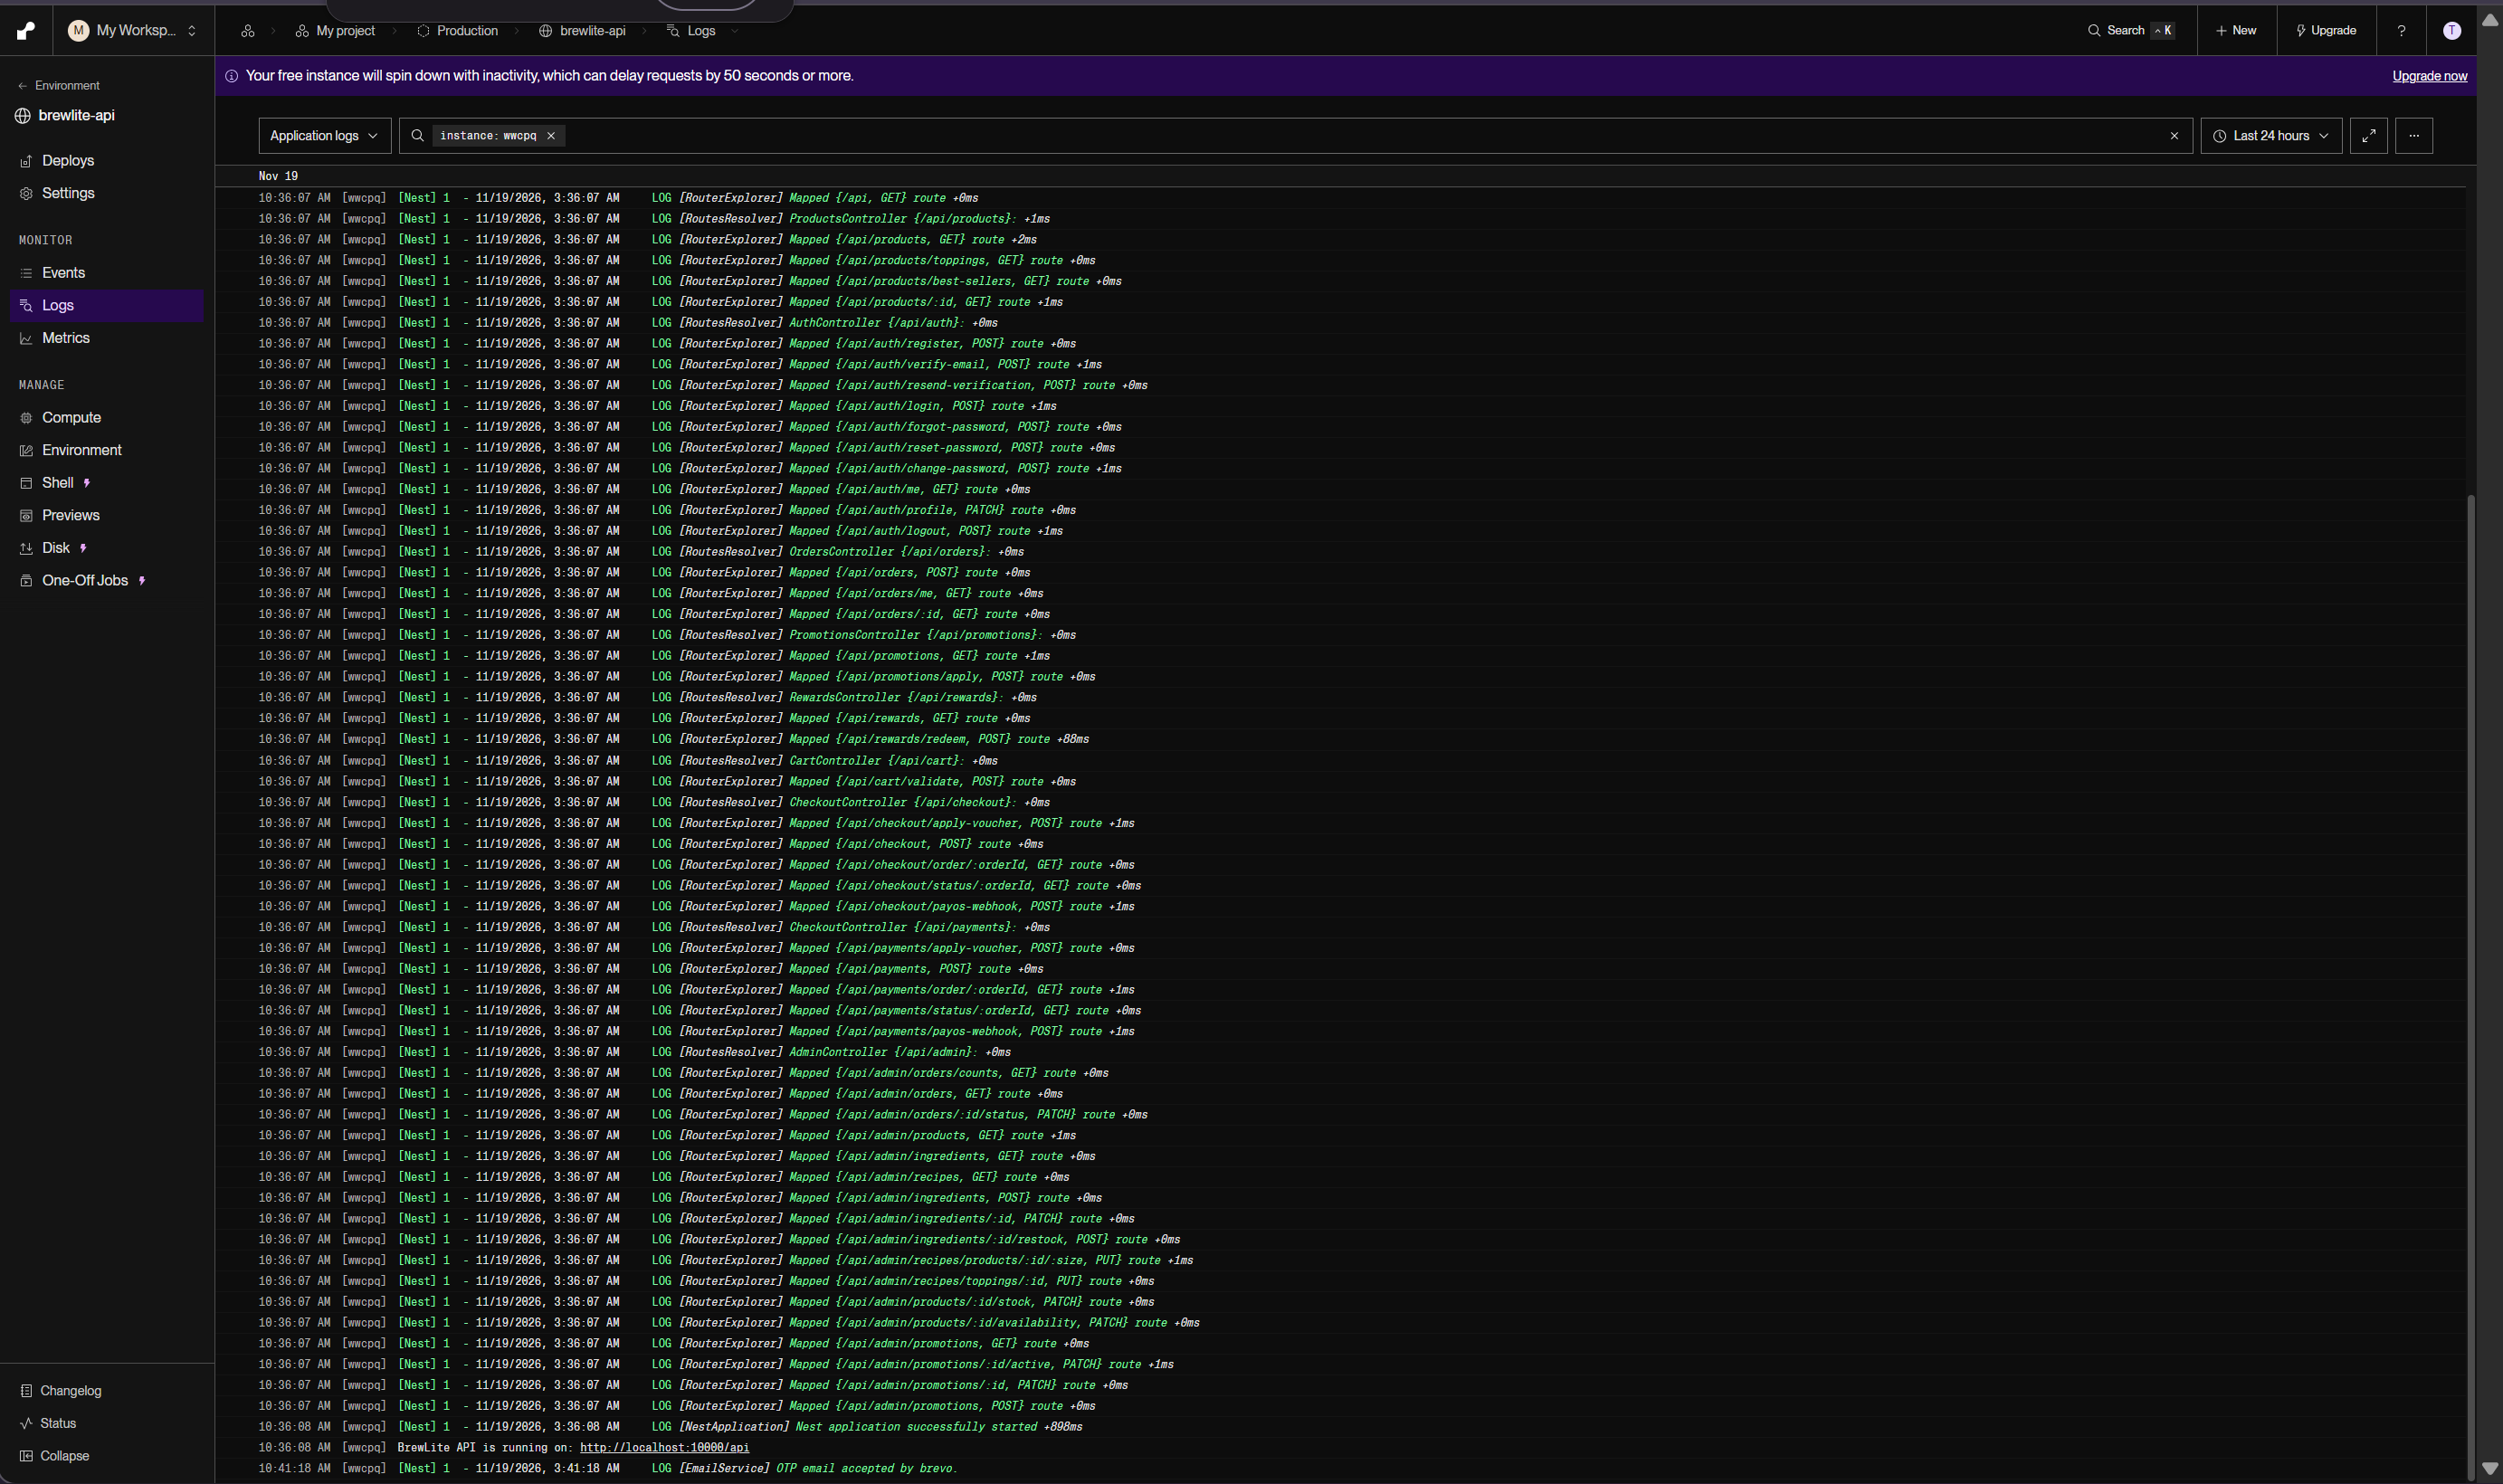 M My Worksp...
My project > Production > brewlite-api > Logs
Search ^ K
+ New
Upgrade
?
T
Your free instance will spin down with inactivity, which can delay requests by 50 seconds or more.
Upgrade now
← Environment
brewlite-api
Deploys
Settings
MONITOR
Events
Logs
Metrics
MANAGE
Compute
Environment
Shell
Previews
Disk
One-Off Jobs
Changelog
Status
Collapse
Application logs
instance: wwcpq ×
Last 24 hours
...
Nov 19
10:36:07 AM [wwcpq] [Nest] 1 - 11/19/2026, 3:36:07 AM LOG [RouterExplorer] Mapped {/api, GET} route +0ms
10:36:07 AM [wwcpq] [Nest] 1 - 11/19/2026, 3:36:07 AM LOG [RoutesResolver] ProductsController {/api/products}: +1ms
10:36:07 AM [wwcpq] [Nest] 1 - 11/19/2026, 3:36:07 AM LOG [RouterExplorer] Mapped {/api/products, GET} route +2ms
10:36:07 AM [wwcpq] [Nest] 1 - 11/19/2026, 3:36:07 AM LOG [RouterExplorer] Mapped {/api/products/toppings, GET} route +0ms
10:36:07 AM [wwcpq] [Nest] 1 - 11/19/2026, 3:36:07 AM LOG [RouterExplorer] Mapped {/api/products/best-sellers, GET} route +0ms
10:36:07 AM [wwcpq] [Nest] 1 - 11/19/2026, 3:36:07 AM LOG [RouterExplorer] Mapped {/api/products/:id, GET} route +1ms
10:36:07 AM [wwcpq] [Nest] 1 - 11/19/2026, 3:36:07 AM LOG [RoutesResolver] AuthController {/api/auth}: +0ms
10:36:07 AM [wwcpq] [Nest] 1 - 11/19/2026, 3:36:07 AM LOG [RouterExplorer] Mapped {/api/auth/register, POST} route +0ms
10:36:07 AM [wwcpq] [Nest] 1 - 11/19/2026, 3:36:07 AM LOG [RouterExplorer] Mapped {/api/auth/verify-email, POST} route +1ms
10:36:07 AM [wwcpq] [Nest] 1 - 11/19/2026, 3:36:07 AM LOG [RouterExplorer] Mapped {/api/auth/resend-verification, POST} route +0ms
10:36:07 AM [wwcpq] [Nest] 1 - 11/19/2026, 3:36:07 AM LOG [RouterExplorer] Mapped {/api/auth/login, POST} route +1ms
10:36:07 AM [wwcpq] [Nest] 1 - 11/19/2026, 3:36:07 AM LOG [RouterExplorer] Mapped {/api/auth/forgot-password, POST} route +0ms
10:36:07 AM [wwcpq] [Nest] 1 - 11/19/2026, 3:36:07 AM LOG [RouterExplorer] Mapped {/api/auth/reset-password, POST} route +0ms
10:36:07 AM [wwcpq] [Nest] 1 - 11/19/2026, 3:36:07 AM LOG [RouterExplorer] Mapped {/api/auth/change-password, POST} route +1ms
10:36:07 AM [wwcpq] [Nest] 1 - 11/19/2026, 3:36:07 AM LOG [RouterExplorer] Mapped {/api/auth/me, GET} route +0ms
10:36:07 AM [wwcpq] [Nest] 1 - 11/19/2026, 3:36:07 AM LOG [RouterExplorer] Mapped {/api/auth/profile, PATCH} route +0ms
10:36:07 AM [wwcpq] [Nest] 1 - 11/19/2026, 3:36:07 AM LOG [RouterExplorer] Mapped {/api/auth/logout, POST} route +1ms
10:36:07 AM [wwcpq] [Nest] 1 - 11/19/2026, 3:36:07 AM LOG [RoutesResolver] OrdersController {/api/orders}: +0ms
10:36:07 AM [wwcpq] [Nest] 1 - 11/19/2026, 3:36:07 AM LOG [RouterExplorer] Mapped {/api/orders, POST} route +0ms
10:36:07 AM [wwcpq] [Nest] 1 - 11/19/2026, 3:36:07 AM LOG [RouterExplorer] Mapped {/api/orders/me, GET} route +0ms
10:36:07 AM [wwcpq] [Nest] 1 - 11/19/2026, 3:36:07 AM LOG [RouterExplorer] Mapped {/api/orders/:id, GET} route +0ms
10:36:07 AM [wwcpq] [Nest] 1 - 11/19/2026, 3:36:07 AM LOG [RoutesResolver] PromotionsController {/api/promotions}: +0ms
10:36:07 AM [wwcpq] [Nest] 1 - 11/19/2026, 3:36:07 AM LOG [RouterExplorer] Mapped {/api/promotions, GET} route +1ms
10:36:07 AM [wwcpq] [Nest] 1 - 11/19/2026, 3:36:07 AM LOG [RouterExplorer] Mapped {/api/promotions/apply, POST} route +0ms
10:36:07 AM [wwcpq] [Nest] 1 - 11/19/2026, 3:36:07 AM LOG [RoutesResolver] RewardsController {/api/rewards}: +0ms
10:36:07 AM [wwcpq] [Nest] 1 - 11/19/2026, 3:36:07 AM LOG [RouterExplorer] Mapped {/api/rewards, GET} route +0ms
10:36:07 AM [wwcpq] [Nest] 1 - 11/19/2026, 3:36:07 AM LOG [RouterExplorer] Mapped {/api/rewards/redeem, POST} route +88ms
10:36:07 AM [wwcpq] [Nest] 1 - 11/19/2026, 3:36:07 AM LOG [RoutesResolver] CartController {/api/cart}: +0ms
10:36:07 AM [wwcpq] [Nest] 1 - 11/19/2026, 3:36:07 AM LOG [RouterExplorer] Mapped {/api/cart/validate, POST} route +0ms
10:36:07 AM [wwcpq] [Nest] 1 - 11/19/2026, 3:36:07 AM LOG [RoutesResolver] CheckoutController {/api/checkout}: +0ms
10:36:07 AM [wwcpq] [Nest] 1 - 11/19/2026, 3:36:07 AM LOG [RouterExplorer] Mapped {/api/checkout/apply-voucher, POST} route +1ms
10:36:07 AM [wwcpq] [Nest] 1 - 11/19/2026, 3:36:07 AM LOG [RouterExplorer] Mapped {/api/checkout, POST} route +0ms
10:36:07 AM [wwcpq] [Nest] 1 - 11/19/2026, 3:36:07 AM LOG [RouterExplorer] Mapped {/api/checkout/order/:orderId, GET} route +0ms
10:36:07 AM [wwcpq] [Nest] 1 - 11/19/2026, 3:36:07 AM LOG [RouterExplorer] Mapped {/api/checkout/status/:orderId, GET} route +0ms
10:36:07 AM [wwcpq] [Nest] 1 - 11/19/2026, 3:36:07 AM LOG [RouterExplorer] Mapped {/api/checkout/payos-webhook, POST} route +1ms
10:36:07 AM [wwcpq] [Nest] 1 - 11/19/2026, 3:36:07 AM LOG [RoutesResolver] CheckoutController {/api/payments}: +0ms
10:36:07 AM [wwcpq] [Nest] 1 - 11/19/2026, 3:36:07 AM LOG [RouterExplorer] Mapped {/api/payments/apply-voucher, POST} route +0ms
10:36:07 AM [wwcpq] [Nest] 1 - 11/19/2026, 3:36:07 AM LOG [RouterExplorer] Mapped {/api/payments, POST} route +0ms
10:36:07 AM [wwcpq] [Nest] 1 - 11/19/2026, 3:36:07 AM LOG [RouterExplorer] Mapped {/api/payments/order/:orderId, GET} route +1ms
10:36:07 AM [wwcpq] [Nest] 1 - 11/19/2026, 3:36:07 AM LOG [RouterExplorer] Mapped {/api/payments/status/:orderId, GET} route +0ms
10:36:07 AM [wwcpq] [Nest] 1 - 11/19/2026, 3:36:07 AM LOG [RouterExplorer] Mapped {/api/payments/payos-webhook, POST} route +1ms
10:36:07 AM [wwcpq] [Nest] 1 - 11/19/2026, 3:36:07 AM LOG [RoutesResolver] AdminController {/api/admin}: +0ms
10:36:07 AM [wwcpq] [Nest] 1 - 11/19/2026, 3:36:07 AM LOG [RouterExplorer] Mapped {/api/admin/orders/counts, GET} route +0ms
10:36:07 AM [wwcpq] [Nest] 1 - 11/19/2026, 3:36:07 AM LOG [RouterExplorer] Mapped {/api/admin/orders, GET} route +0ms
10:36:07 AM [wwcpq] [Nest] 1 - 11/19/2026, 3:36:07 AM LOG [RouterExplorer] Mapped {/api/admin/orders/:id/status, PATCH} route +0ms
10:36:07 AM [wwcpq] [Nest] 1 - 11/19/2026, 3:36:07 AM LOG [RouterExplorer] Mapped {/api/admin/products, GET} route +1ms
10:36:07 AM [wwcpq] [Nest] 1 - 11/19/2026, 3:36:07 AM LOG [RouterExplorer] Mapped {/api/admin/ingredients, GET} route +0ms
10:36:07 AM [wwcpq] [Nest] 1 - 11/19/2026, 3:36:07 AM LOG [RouterExplorer] Mapped {/api/admin/recipes, GET} route +0ms
10:36:07 AM [wwcpq] [Nest] 1 - 11/19/2026, 3:36:07 AM LOG [RouterExplorer] Mapped {/api/admin/ingredients, POST} route +0ms
10:36:07 AM [wwcpq] [Nest] 1 - 11/19/2026, 3:36:07 AM LOG [RouterExplorer] Mapped {/api/admin/ingredients/:id, PATCH} route +0ms
10:36:07 AM [wwcpq] [Nest] 1 - 11/19/2026, 3:36:07 AM LOG [RouterExplorer] Mapped {/api/admin/ingredients/:id/restock, POST} route +0ms
10:36:07 AM [wwcpq] [Nest] 1 - 11/19/2026, 3:36:07 AM LOG [RouterExplorer] Mapped {/api/admin/recipes/products/:id/:size, PUT} route +1ms
10:36:07 AM [wwcpq] [Nest] 1 - 11/19/2026, 3:36:07 AM LOG [RouterExplorer] Mapped {/api/admin/recipes/toppings/:id, PUT} route +0ms
10:36:07 AM [wwcpq] [Nest] 1 - 11/19/2026, 3:36:07 AM LOG [RouterExplorer] Mapped {/api/admin/products/:id/stock, PATCH} route +0ms
10:36:07 AM [wwcpq] [Nest] 1 - 11/19/2026, 3:36:07 AM LOG [RouterExplorer] Mapped {/api/admin/products/:id/availability, PATCH} route +0ms
10:36:07 AM [wwcpq] [Nest] 1 - 11/19/2026, 3:36:07 AM LOG [RouterExplorer] Mapped {/api/admin/promotions, GET} route +0ms
10:36:07 AM [wwcpq] [Nest] 1 - 11/19/2026, 3:36:07 AM LOG [RouterExplorer] Mapped {/api/admin/promotions/:id/active, PATCH} route +1ms
10:36:07 AM [wwcpq] [Nest] 1 - 11/19/2026, 3:36:07 AM LOG [RouterExplorer] Mapped {/api/admin/promotions/:id, PATCH} route +0ms
10:36:07 AM [wwcpq] [Nest] 1 - 11/19/2026, 3:36:07 AM LOG [RouterExplorer] Mapped {/api/admin/promotions, POST} route +0ms
10:36:08 AM [wwcpq] [Nest] 1 - 11/19/2026, 3:36:08 AM LOG [NestApplication] Nest application successfully started +898ms
10:36:08 AM [wwcpq] BrewLite API is running on: http://localhost:10000/api
10:41:18 AM [wwcpq] [Nest] 1 - 11/19/2026, 3:41:18 AM LOG [EmailService] OTP email accepted by brevo.